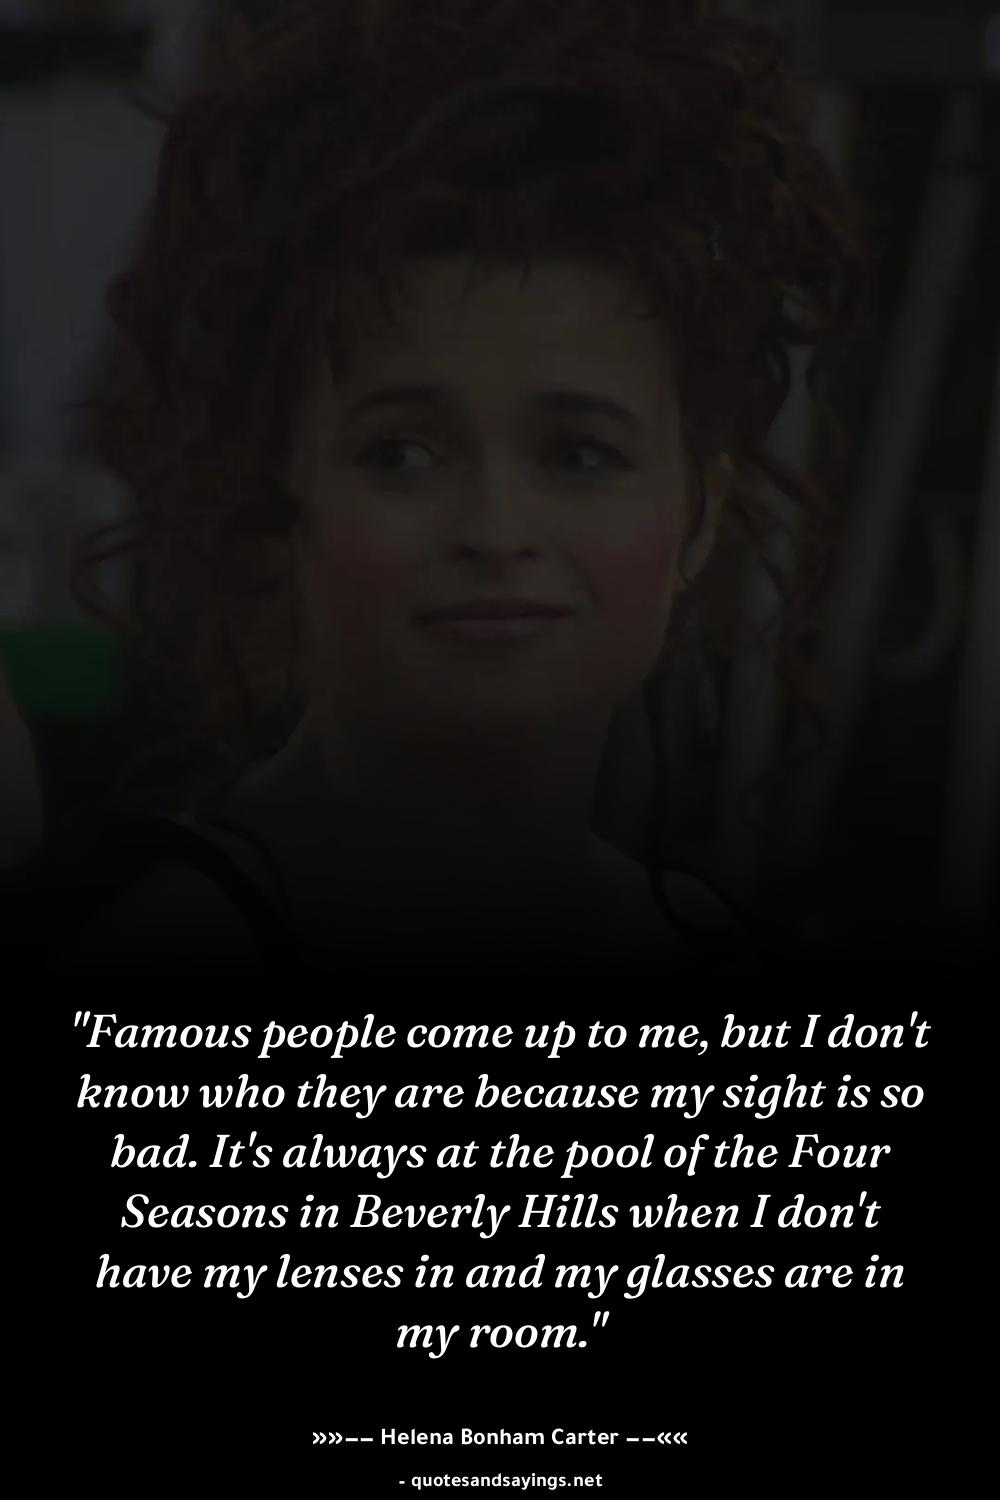 "Famous people come up to me, but I don't
know who they are because my sight is so
bad. It's always at the pool of the Four
Seasons in Beverly Hills when I don't
have my lenses in and my glasses are in
my room."
»»–– Helena Bonham Carter ––««
- quotesandsayings.net